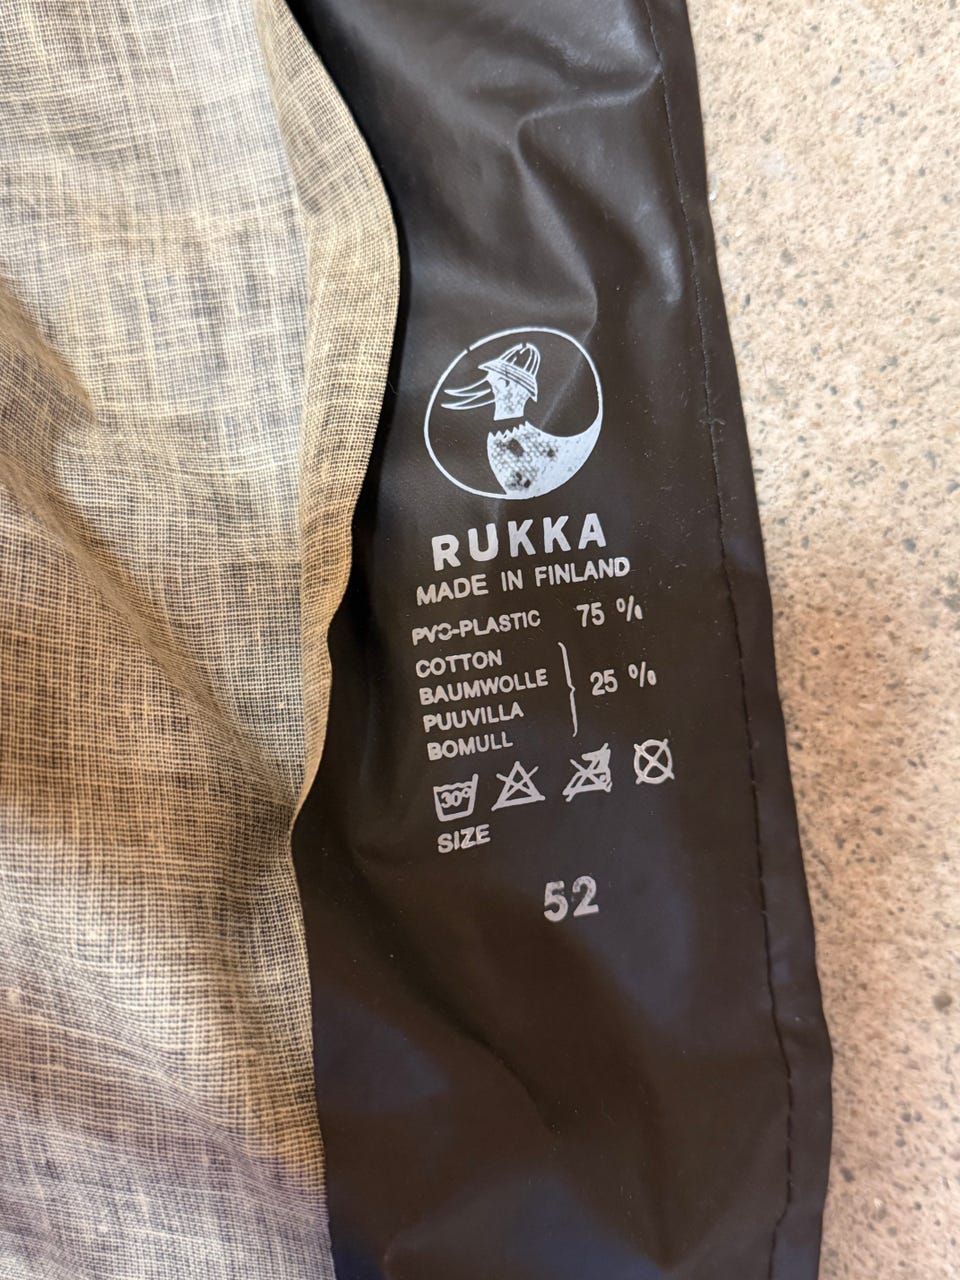 RUKKA
MADE IN FINLAND
PVC-PLASTIC 75 %
COTTON
BAUMWOLLE 25 %
PUUVILLA
BOMULL
30°
SIZE
52